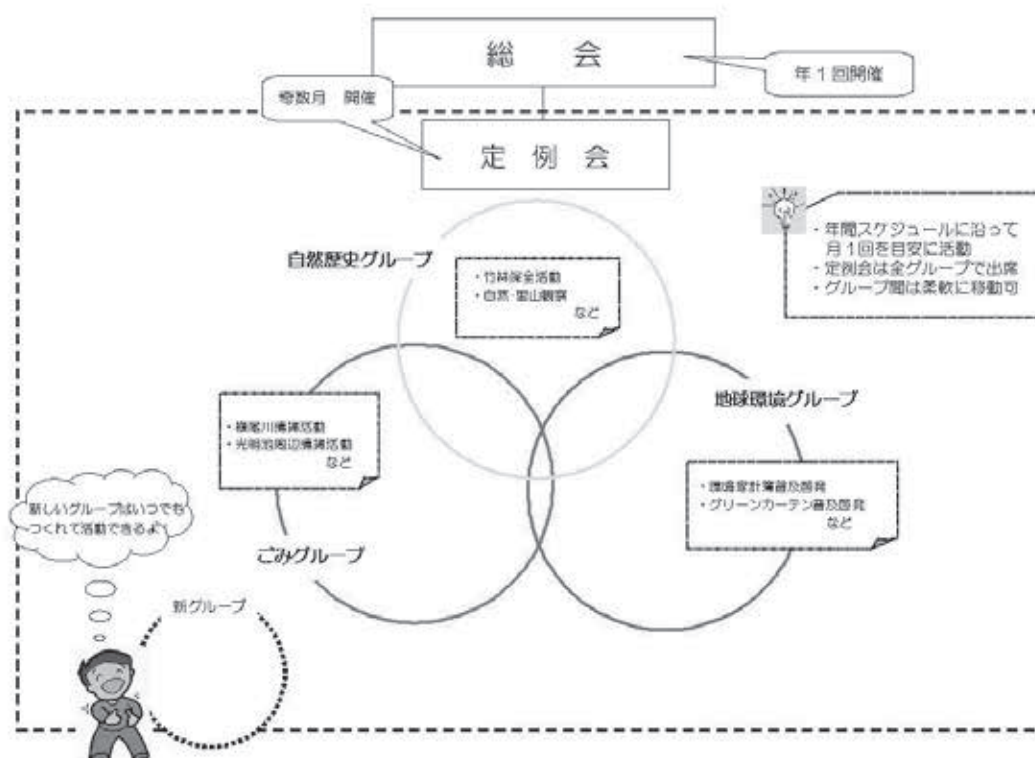 総 会
年1回開催
奇数月 開催
定 例 会
・年間スケジュールに沿って
月1回を目安に活動
・定例会は全グループで出席
・グループ間は柔軟に移動可
自然歴史グループ
・竹林保全活動
・自然・里山観察
など
地球環境グループ
・槇尾川清掃活動
・光明池周辺清掃活動
など
・環境家計簿普及啓発
・グリーンカーテン普及啓発
など
新しいグループはいつでも
つくれて活動できるよ!
ごみグループ
新グループ